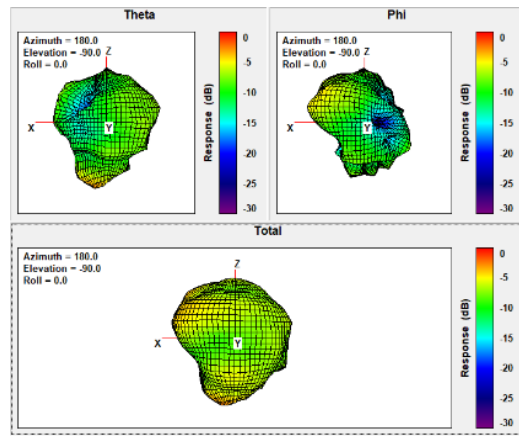 Theta
Azimuth = 180.0
Elevation = -90.0
Roll = 0.0
Z
X
Y
0
-5
-10
-15
-20
-25
-30
Response (dB)
Phi
Azimuth = 180.0
Elevation = -90.0
Roll = 0.0
Z
X
Y
0
-5
-10
-15
-20
-25
-30
Response (dB)
Total
Azimuth = 180.0
Elevation = -90.0
Roll = 0.0
Z
X
Y
0
-5
-10
-15
-20
-25
-30
Response (dB)